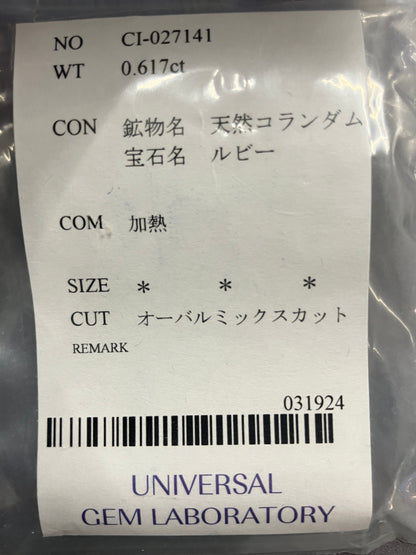 NO CI-027141
WT 0.617ct
CON 鉱物名 天然コランダム
宝石名 ルビー
COM 加熱
SIZE * * *
CUT オーバルミックスカット
REMARK
031924
UNIVERSAL
GEM LABORATORY